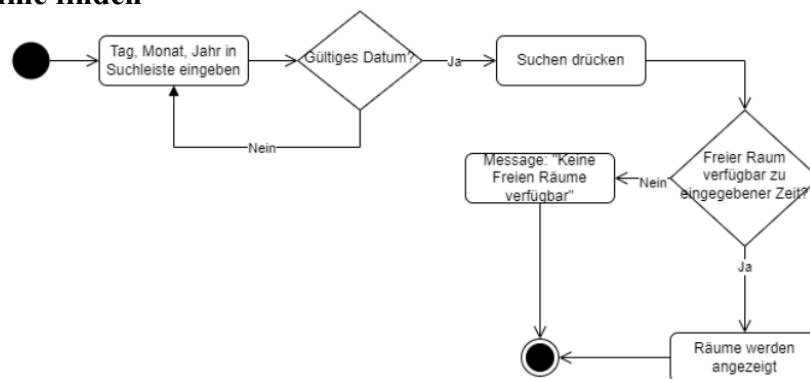 finden
Tag, Monat, Jahr in
Suchleiste eingeben
Gültiges Datum?
Ja
Suchen drücken
Nein
Freier Raum
verfügbar zu
eingegebener Zeit?
Nein
Message: "Keine
Freien Räume
verfügbar"
Ja
Räume werden
angezeigt